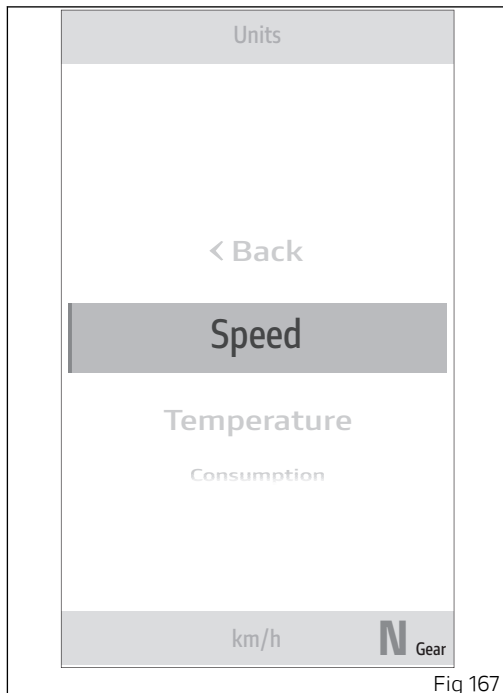 Units
< Back
Speed
Temperature
Consumption
km/h N Gear
Fig 167